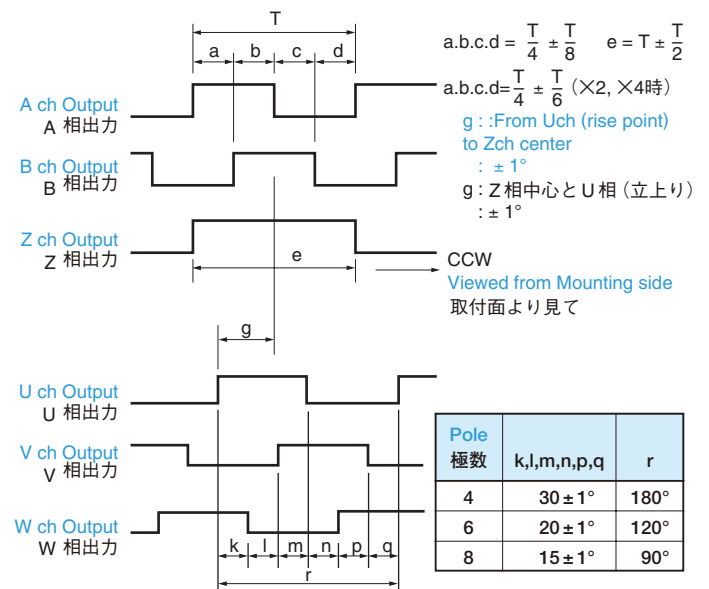 T
a b c d
a.b.c.d = T/4 ± T/8 e = T ± T/2
a.b.c.d=T/4 ± T/6 (×2, ×4時)
g : :From Uch (rise point)
to Zch center
: ± 1°
g : Z 相中心と U 相 (立上り)
: ± 1°
A ch Output
A 相出力
B ch Output
B 相出力
Z ch Output
Z 相出力
e
CCW
Viewed from Mounting side
取付面より見て
g
U ch Output
U 相出力
V ch Output
V 相出力
W ch Output
W 相出力
k l m n p q
r
Pole
極数 k,l,m,n,p,q r
4 30±1° 180°
6 20±1° 120°
8 15±1° 90°